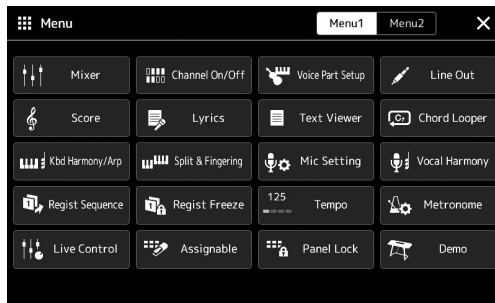 Menu
Menu1
Menu2
Mixer
Channel On/Off
Voice Part Setup
Line Out
Score
Lyrics
Text Viewer
Chord Looper
Kbd Harmony/Arp
Split & Fingering
Mic Setting
Vocal Harmony
Regist Sequence
Regist Freeze
125
Tempo
Metronome
Live Control
Assignable
Panel Lock
Demo